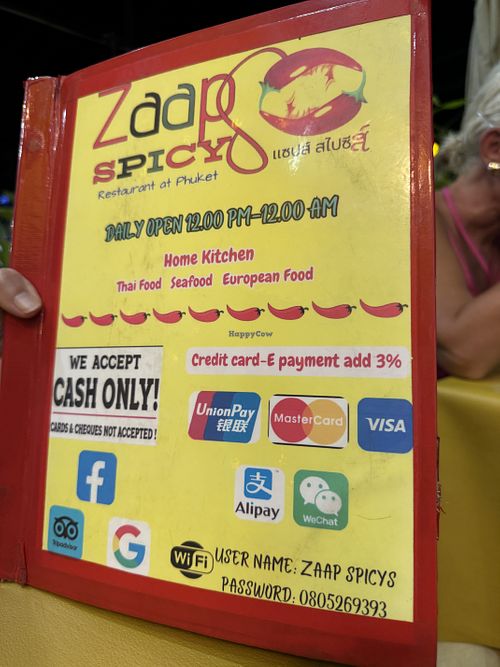 Zaap
SPICY
แซ่ปส์ สไปซีส์
Restaurant at Phuket
DAILY OPEN 12.00 PM-12.00 AM
Home Kitchen
Thai Food Seafood European Food
HappyCow
WE ACCEPT
CASH ONLY!
CARDS & CHEQUES NOT ACCEPTED!
Credit card-E payment add 3%
UnionPay
银联
MasterCard
VISA
支
Alipay
WeChat
f
Tripadvisor
G
WiFi
USER NAME: ZAAP SPICYS
PASSWORD: 0805269393